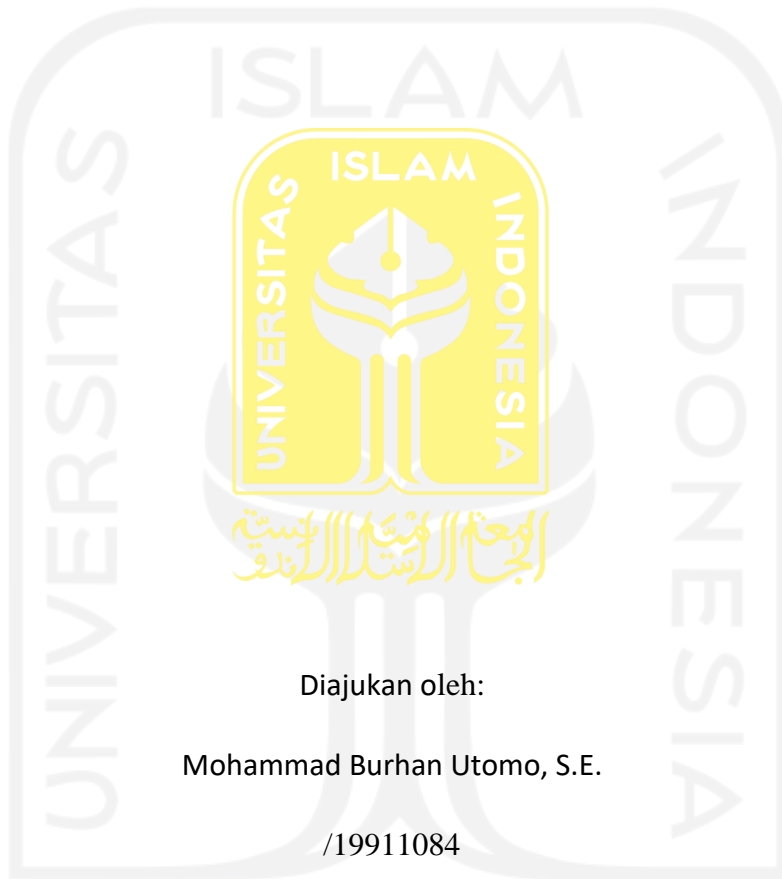 ISLAM
UNIVERSITAS
INDONESIA
ISLAM
UNIVERSITAS
INDONESIA
Diajukan oleh:
Mohammad Burhan Utomo, S.E.
/19911084